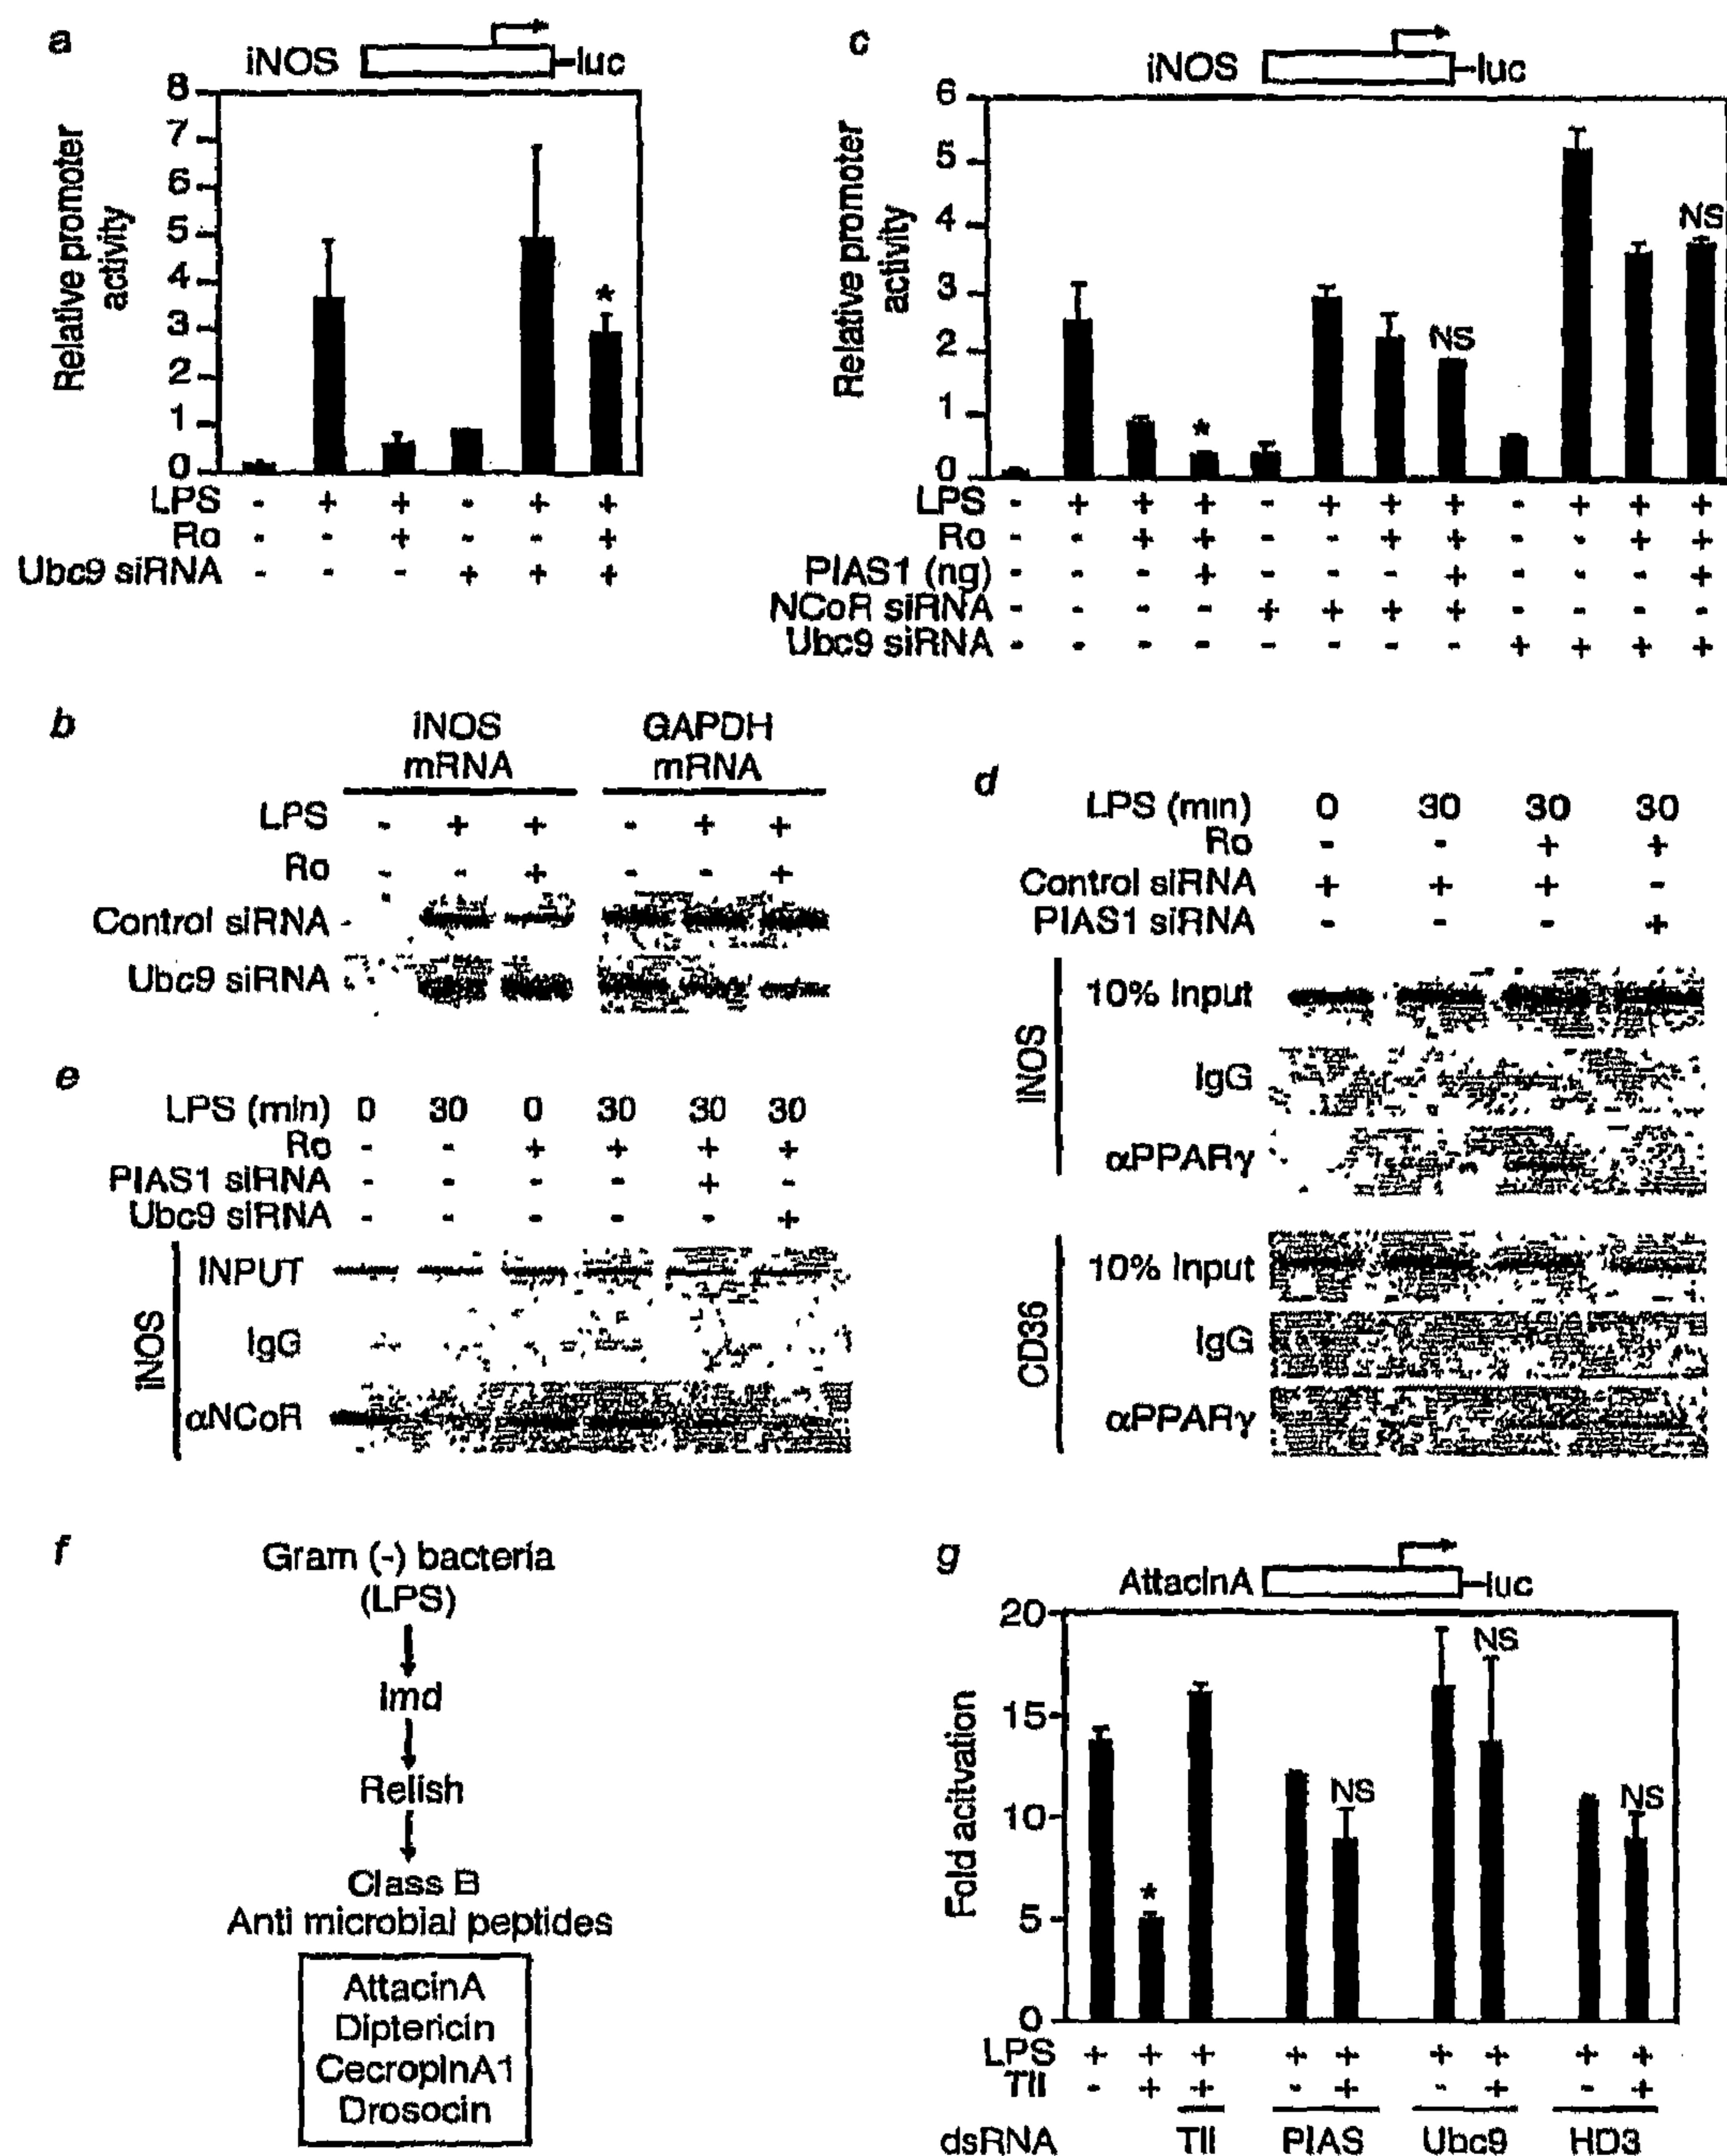 a
iNOS luc
8
7
6
5
4
3
2
1
0
Relative promoter
activity
*
LPS - + + - + +
Ro - - + - - +
Ubc9 siRNA - - - + + +
c
iNOS luc
6
5
4
3
2
1
0
Relative promoter
activity
* NS NS
LPS - + + + - + + + - + + +
Ro - - + + - - + + - - + +
PIAS1 (ng) - - - + - - - + - - - +
NCoR siRNA - - - - + + + + - - - -
Ubc9 siRNA - - - - - - - - + + + +
b
iNOS GAPDH
mRNA mRNA
LPS - + + - + +
Ro - - + - - +
Control siRNA
Ubc9 siRNA
d
LPS (min) 0 30 30 30
Ro - - + +
Control siRNA + + + -
PIAS1 siRNA - - - +
iNOS
10% Input
IgG
αPPARγ
CD36
10% Input
IgG
αPPARγ
e
LPS (min) 0 30 0 30 30 30
Ro - - + + + +
PIAS1 siRNA - - - - + -
Ubc9 siRNA - - - - - +
iNOS
INPUT
IgG
αNCoR
f
Gram (-) bacteria
(LPS)
Imd
Relish
Class B
Anti microbial peptides
AttacinA
Diptericin
CecropinA1
Drosocin
g
AttacinA luc
20
15
10
5
0
Fold acitvation
* NS NS NS
LPS + + + + + + + + +
Tll - + + - + - + - +
dsRNA Tll PIAS Ubc9 HD3